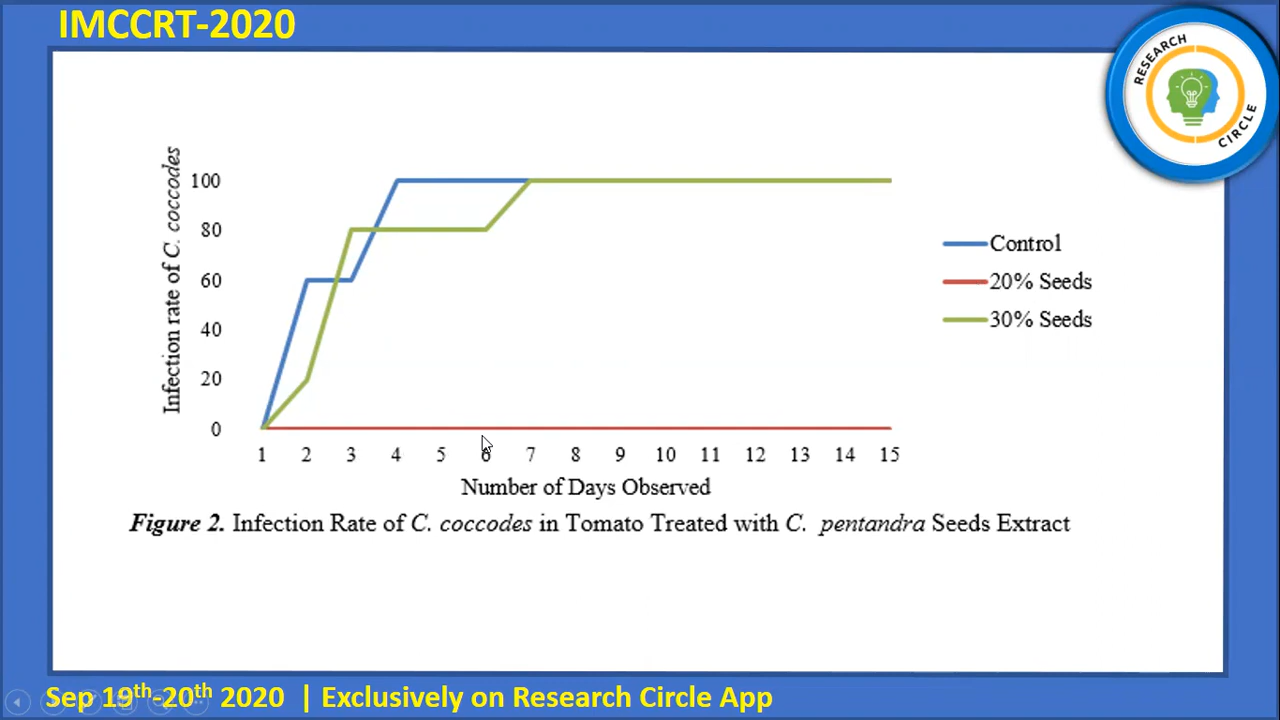 IMCCRT-2020
RESEARCH
CIRCLE
Infection rate of C. coccodes
100
80
60
40
20
0
1 2 3 4 5 6 7 8 9 10 11 12 13 14 15
Number of Days Observed
Control
20% Seeds
30% Seeds
Figure 2. Infection Rate of C. coccodes in Tomato Treated with C. pentandra Seeds Extract
Sep 19th-20th 2020 | Exclusively on Research Circle App